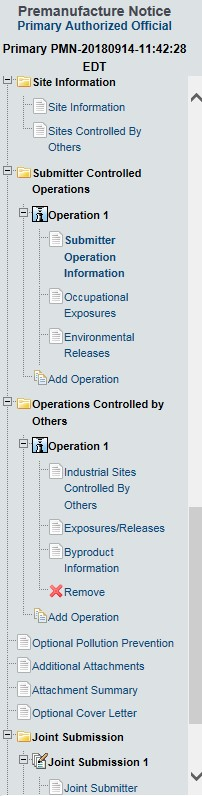 Premanufacture Notice
Primary Authorized Official
Primary PMN-20180914-11:42:28
EDT
Site Information
Site Information
Sites Controlled By
Others
Submitter Controlled
Operations
Operation 1
Submitter
Operation
Information
Occupational
Exposures
Environmental
Releases
Add Operation
Operations Controlled by
Others
Operation 1
Industrial Sites
Controlled By
Others
Exposures/Releases
Byproduct
Information
Remove
Add Operation
Optional Pollution Prevention
Additional Attachments
Attachment Summary
Optional Cover Letter
Joint Submission
Joint Submission 1
Joint Submitter